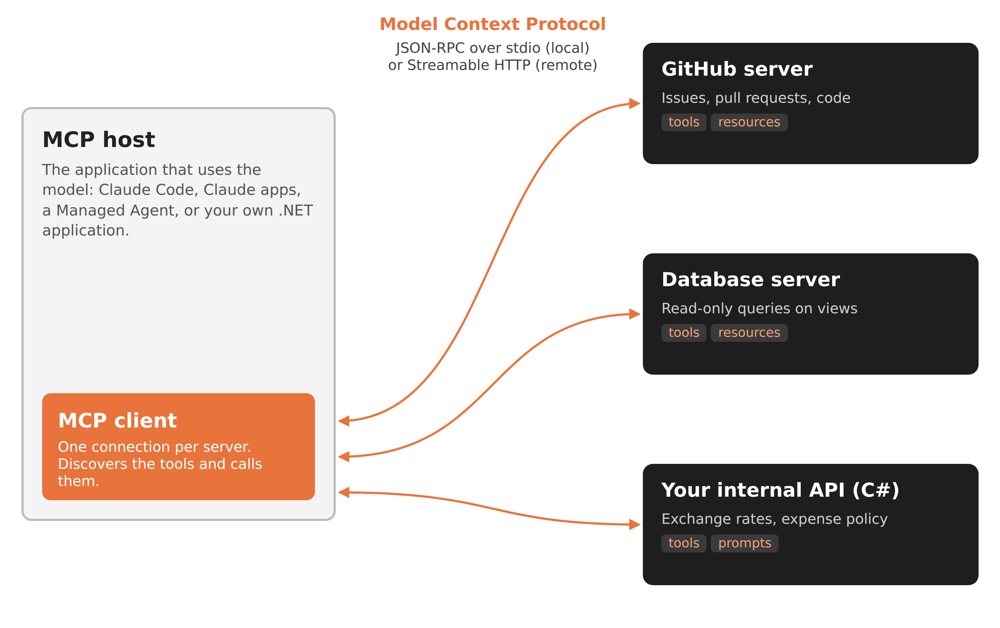 Model Context Protocol
JSON-RPC over stdio (local)
or Streamable HTTP (remote)
MCP host
The application that uses the
model: Claude Code, Claude apps,
a Managed Agent, or your own .NET
application.
MCP client
One connection per server.
Discovers the tools and calls
them.
GitHub server
Issues, pull requests, code
tools resources
Database server
Read-only queries on views
tools resources
Your internal API (C#)
Exchange rates, expense policy
tools prompts